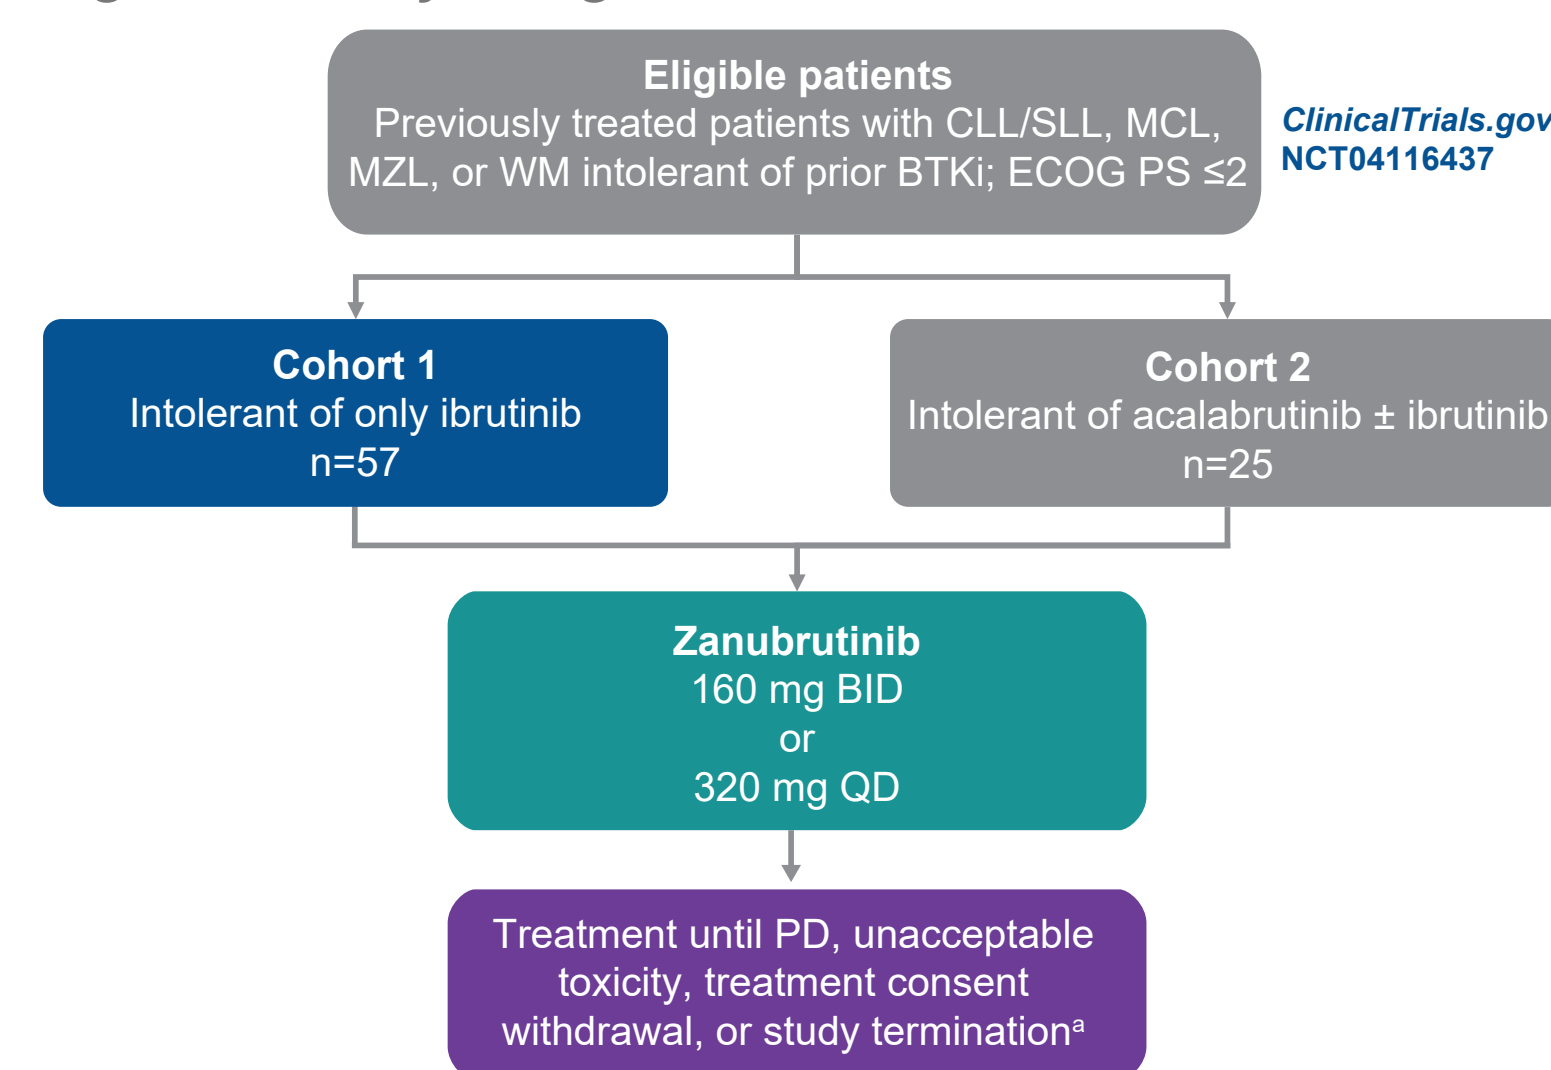 Eligible patients
Previously treated patients with CLL/SLL, MCL,
MZL, or WM intolerant of prior BTKi; ECOG PS ≤2
ClinicalTrials.gov
NCT04116437
Cohort 1
Intolerant of only ibrutinib
n=57
Cohort 2
Intolerant of acalabrutinib ± ibrutinib
n=25
Zanubrutinib
160 mg BID
or
320 mg QD
Treatment until PD, unacceptable
toxicity, treatment consent
withdrawal, or study terminationᵃ